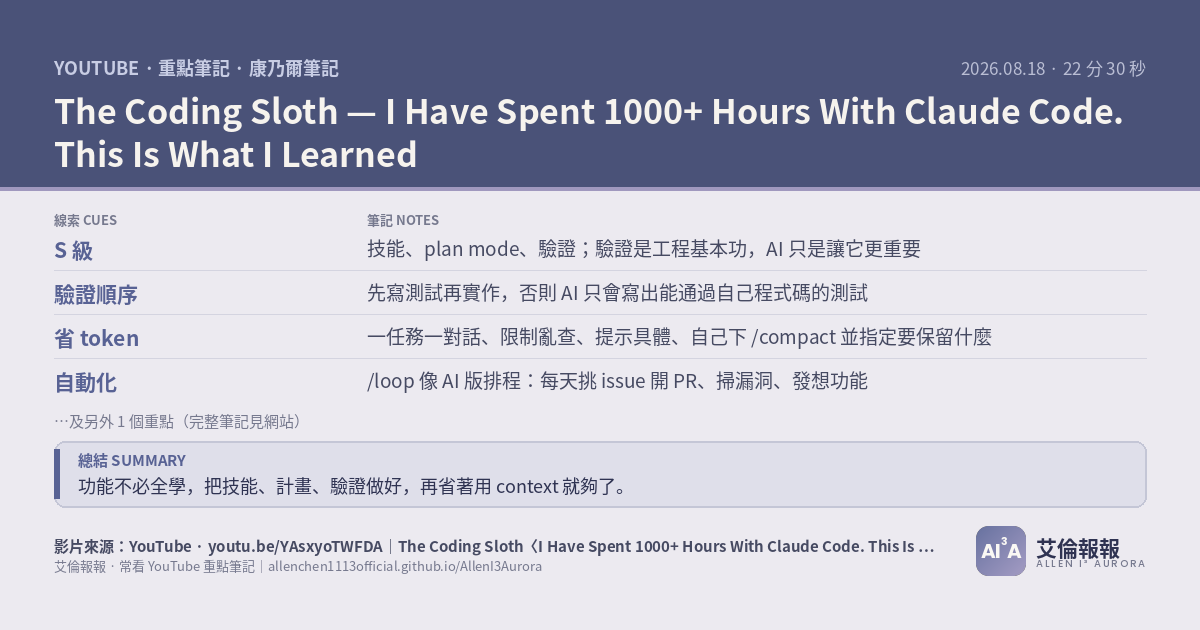 YOUTUBE · 重點筆記 · 康乃爾筆記
2026.08.18 · 22 分 30 秒
The Coding Sloth — I Have Spent 1000+ Hours With Claude Code.
This Is What I Learned
線索 CUES
筆記 NOTES
S 級
技能、plan mode、驗證；驗證是工程基本功，AI 只是讓它更重要
驗證順序
先寫測試再實作，否則 AI 只會寫出能通過自己程式碼的測試
省 token
一任務一對話、限制亂查、提示具體、自己下 /compact 並指定要保留什麼
自動化
/loop 像 AI 版排程：每天挑 issue 開 PR、掃漏洞、發想功能
…及另外 1 個重點（完整筆記見網站）
總結 SUMMARY
功能不必全學，把技能、計畫、驗證做好，再省著用 context 就夠了。
影片來源：YouTube · youtu.be/YAsxyoTWFDA｜The Coding Sloth〈I Have Spent 1000+ Hours With Claude Code. This Is …
艾倫報報 · 常看 YouTube 重點筆記｜allenchen1113official.github.io/AllenI3Aurora
AI³A
艾倫報報
ALLEN I³ AURORA